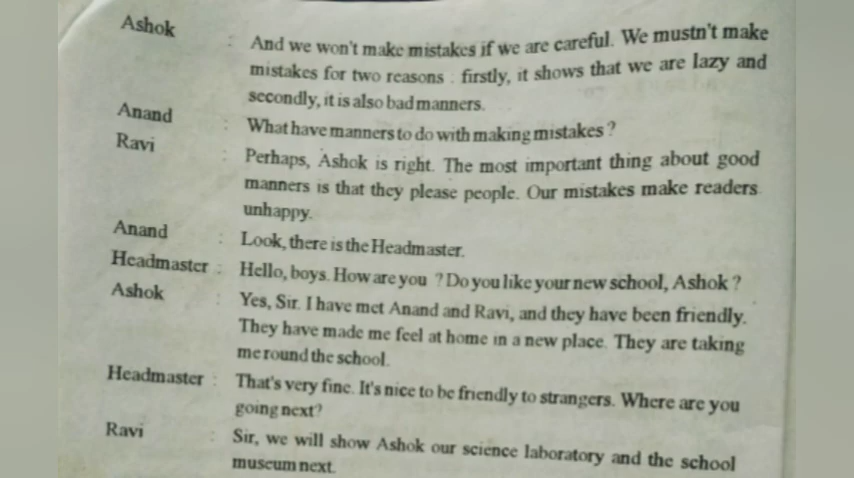 Ashok : And we won't make mistakes if we are careful. We mustn't make
mistakes for two reasons : firstly, it shows that we are lazy and
secondly, it is also bad manners.
Anand : What have manners to do with making mistakes ?
Ravi : Perhaps, Ashok is right. The most important thing about good
manners is that they please people. Our mistakes make readers
unhappy.
Anand : Look, there is the Headmaster.
Headmaster : Hello, boys. How are you ? Do you like your new school, Ashok ?
Ashok : Yes, Sir. I have met Anand and Ravi, and they have been friendly.
They have made me feel at home in a new place. They are taking
me round the school.
Headmaster : That's very fine. It's nice to be friendly to strangers. Where are you
going next?
Ravi : Sir, we will show Ashok our science laboratory and the school
museum next.